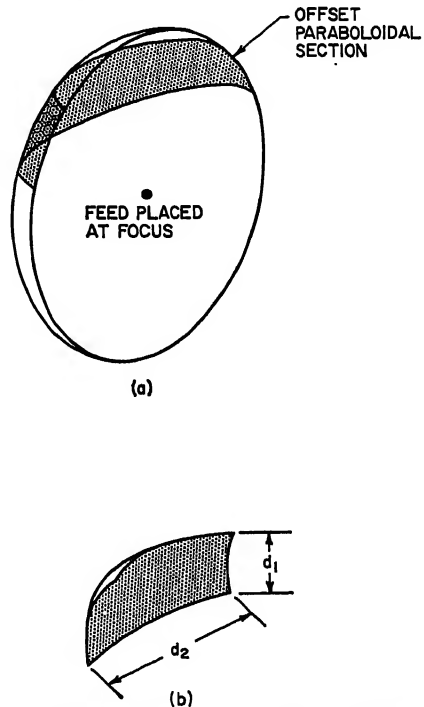 OFFSET
PARABOLOIDAL
SECTION
FEED PLACED
AT FOCUS
(a)
d1
d2
(b)